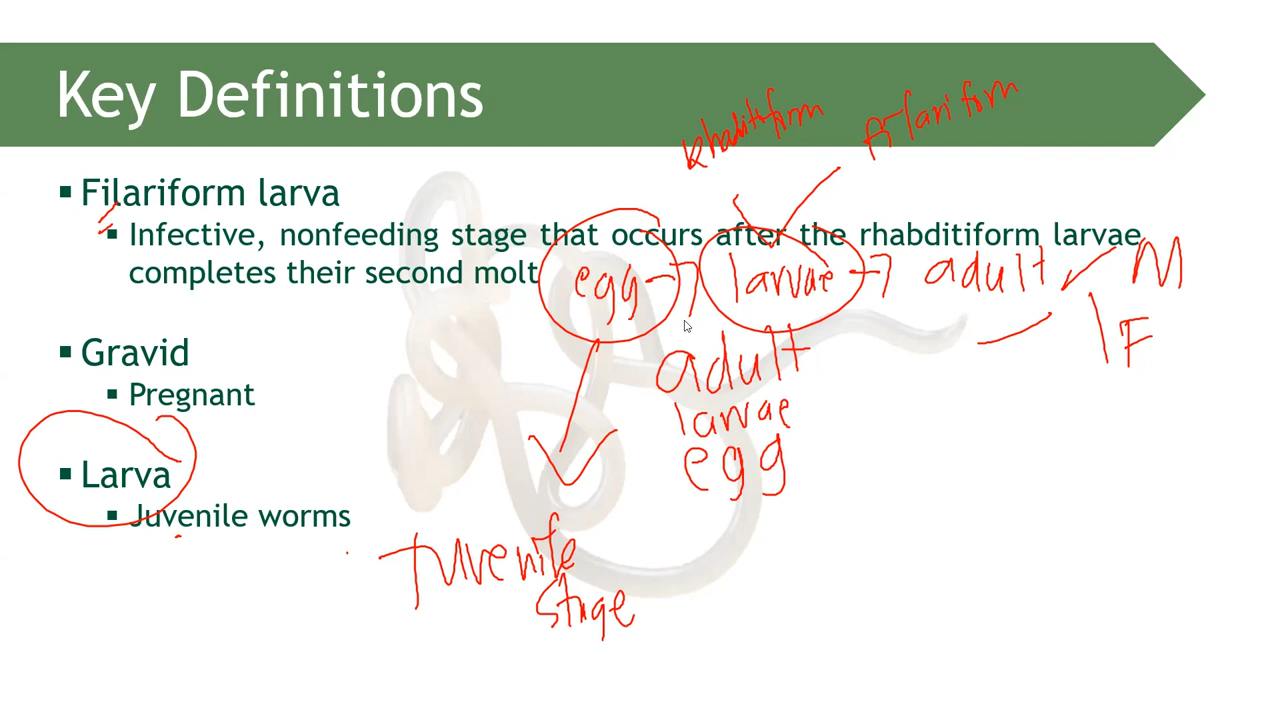 Key Definitions
rhabditiform
filariform
▪ Filariform larva
▪ Infective, nonfeeding stage that occurs after the rhabditiform larvae
completes their second molt
egg → larvae → adult M
F
▪ Gravid
▪ Pregnant
adult
larvae
egg
▪ Larva
▪ Juvenile worms
Juvenile
stage